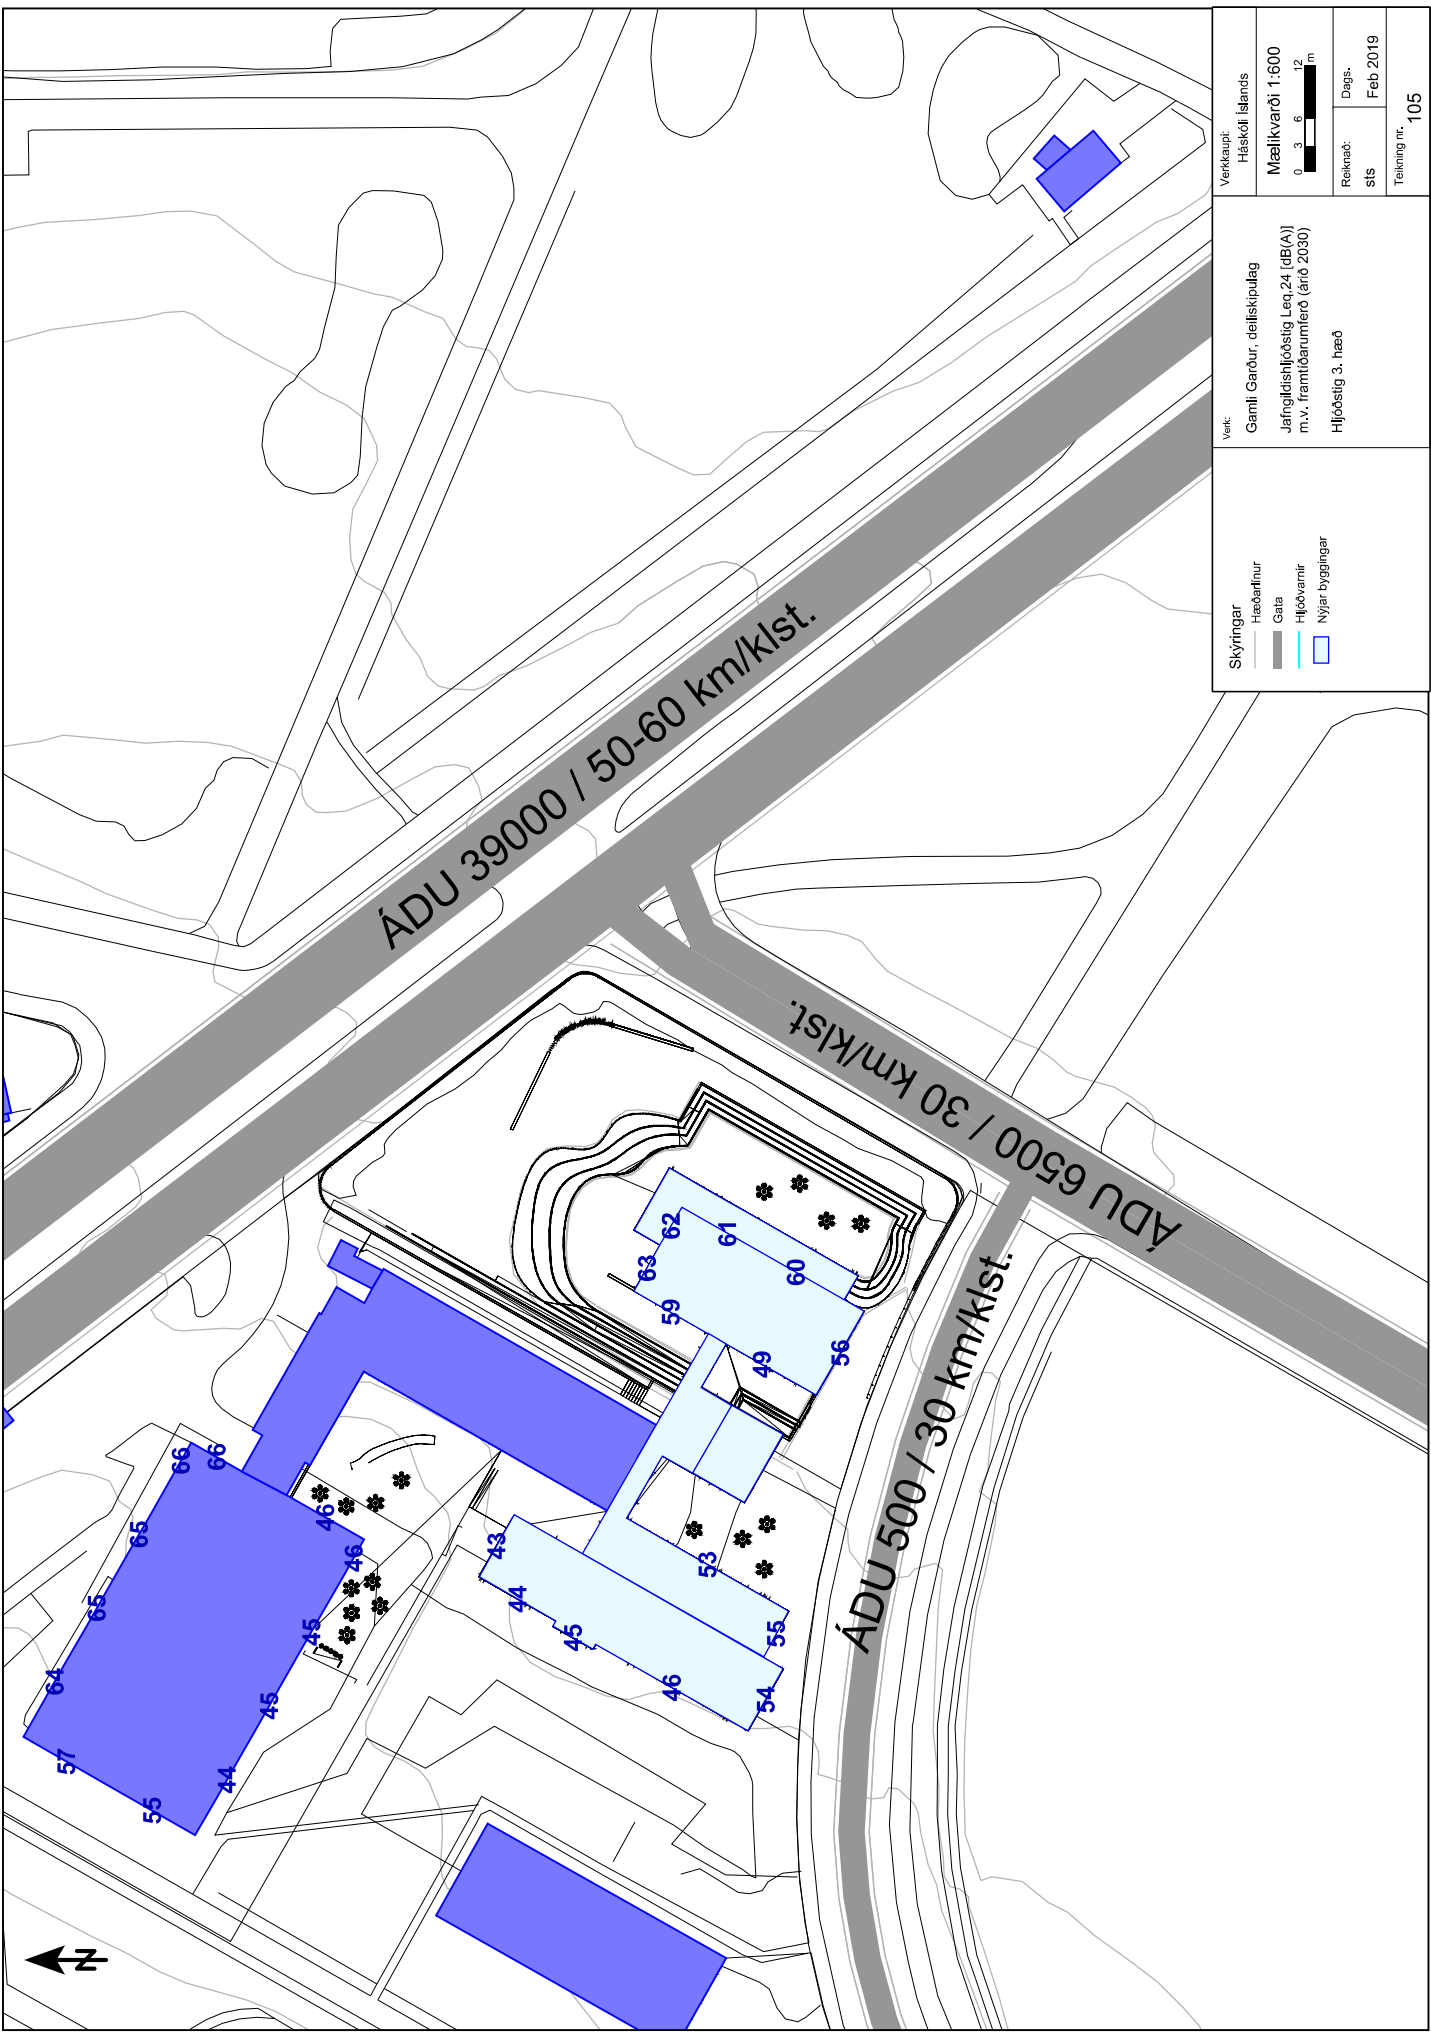 ÁDU 39000 / 50-60 km/klst.
ÁDU 6500 / 30 km/klst.
ÁDU 500 / 30 km/klst.
66
66
65
65
64
57
55
44
45
45
46
46
43
44
45
46
54
55
53
49
56
59
63
62
61
60
N
Skýringar
Hæðarlínur
Gata
Hljóðvarnir
Nýjar byggingar
Verk:
Gamli Garður, deiliskipulag
Jafngildishljóðstig Leq,24 [dB(A)]
m.v. framtíðarumferð (árið 2030)
Hljóðstig 3. hæð
Verkkaupi:
Háskóli Íslands
Mælikvarði 1:600
0 3 6 12
m
Reiknað:
sts
Dags.
Feb 2019
Teikning nr.
105